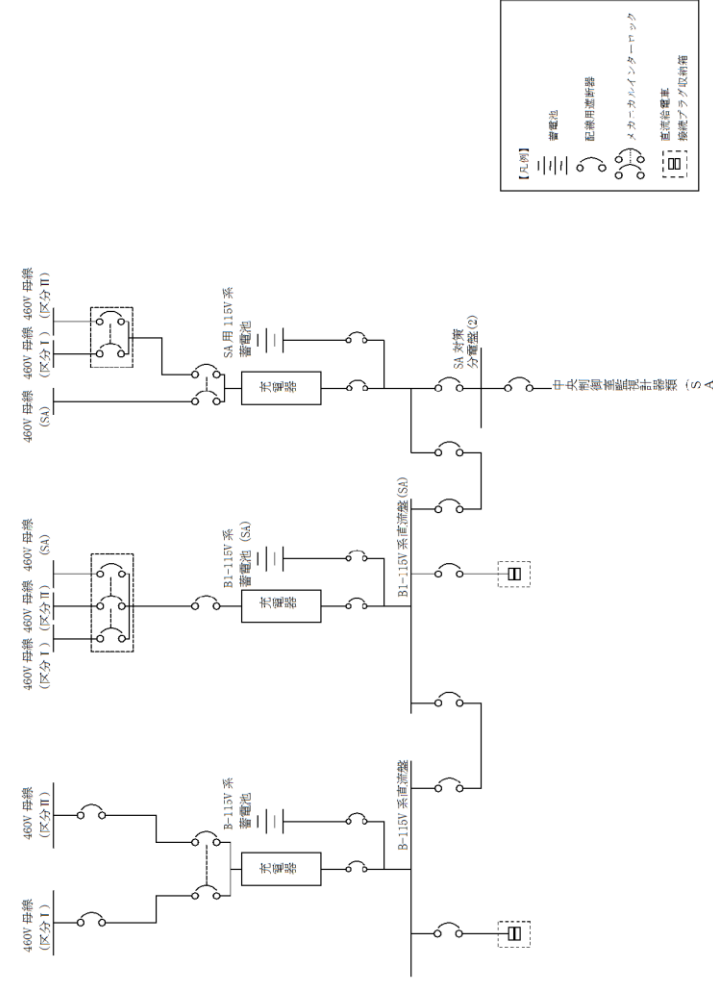 【凡例】
蓄電池
配線用遮断器
メカニカルインターロック
直流給電車
接続プラグ収納箱
460V 母線
(区分Ⅰ)
460V 母線
(区分Ⅱ)
B-115V 系
蓄電池
充電器
B-115V 系直流盤
460V 母線
(区分Ⅰ)
460V 母線
(区分Ⅱ)
460V 母線
(SA)
B1-115V 系
蓄電池 (SA)
充電器
B1-115V 系直流盤(SA)
460V 母線
(SA)
460V 母線
(区分Ⅰ)
460V 母線
(区分Ⅱ)
SA 用 115V 系
蓄電池
充電器
SA 対策
分電盤(2)
中央制御室監視計器類(SA